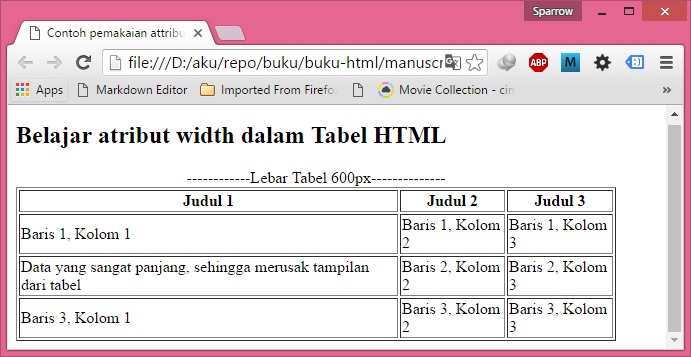 Sparrow
Contoh pemakaian attribu
file:///D:/aku/repo/buku/buku-html/manuscr
ABP
M
Apps
Markdown Editor
Imported From Firefo
Movie Collection - cin
»
Belajar atribut width dalam Tabel HTML
------------Lebar Tabel 600px--------------
Judul 1 Judul 2 Judul 3
Baris 1, Kolom 1 Baris 1, Kolom 2 Baris 1, Kolom 3
Data yang sangat panjang, sehingga merusak tampilan
dari tabel
Baris 2, Kolom 2 Baris 2, Kolom 3
Baris 3, Kolom 1 Baris 3, Kolom 2 Baris 3, Kolom 3